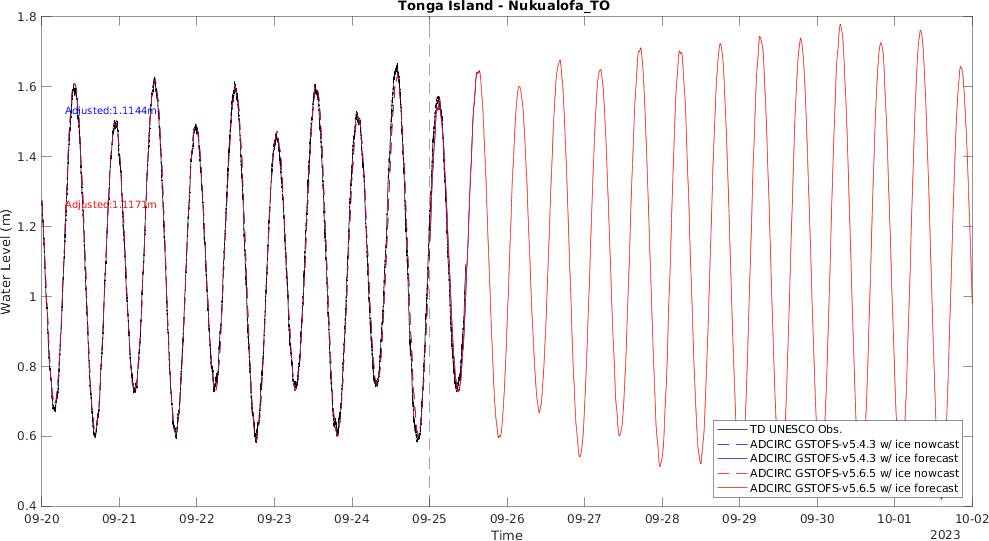 Tonga Island - Nukualofa_TO
1.8
1.6
1.4
1.2
1
0.8
0.6
0.4
Water Level (m)
Adjusted:1.1144m
Adjusted:1.1171m
TD UNESCO Obs.
ADCIRC GSTOFS-v5.4.3 w/ ice nowcast
ADCIRC GSTOFS-v5.4.3 w/ ice forecast
ADCIRC GSTOFS-v5.6.5 w/ ice nowcast
ADCIRC GSTOFS-v5.6.5 w/ ice forecast
09-20 09-21 09-22 09-23 09-24 09-25 09-26 09-27 09-28 09-29 09-30 10-01 10-02
Time
2023